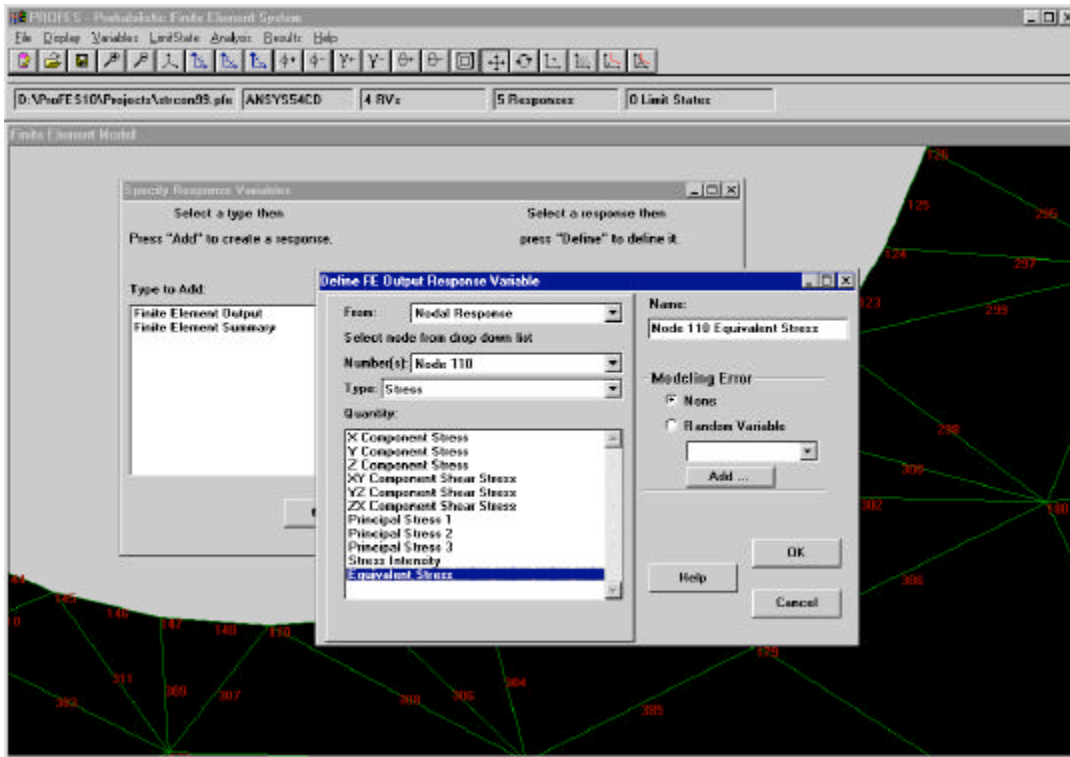 PROFES - Probabilistic Finite Element System
File Display Variables LimitState Analysis Results Help
D:\ProFES10\Projects\strcon99.pfe ANSYS54CD 4 RVs 5 Responses 0 Limit States
Finite Element Model
Specify Response Variables
Select a type then
Press "Add" to create a response.
Select a response then
press "Define" to define it.
Type to Add:
Finite Element Output
Finite Element Summary
Define FE Output Response Variable
From: Nodal Response
Select node from drop down list
Number(s): Node 110
Type: Stress
Quantity:
X Component Stress
Y Component Stress
Z Component Stress
XY Component Shear Stress
YZ Component Shear Stress
ZX Component Shear Stress
Principal Stress 1
Principal Stress 2
Principal Stress 3
Stress Intensity
Equivalent Stress
Name:
Node 110 Equivalent Stress
Modeling Error
None
Random Variable
Add ...
OK
Help
Cancel
126
125
295
124
297
123
299
298
309
302
180
386
145
146
147
148
110
179
311
389
307
393
308
306
304
385